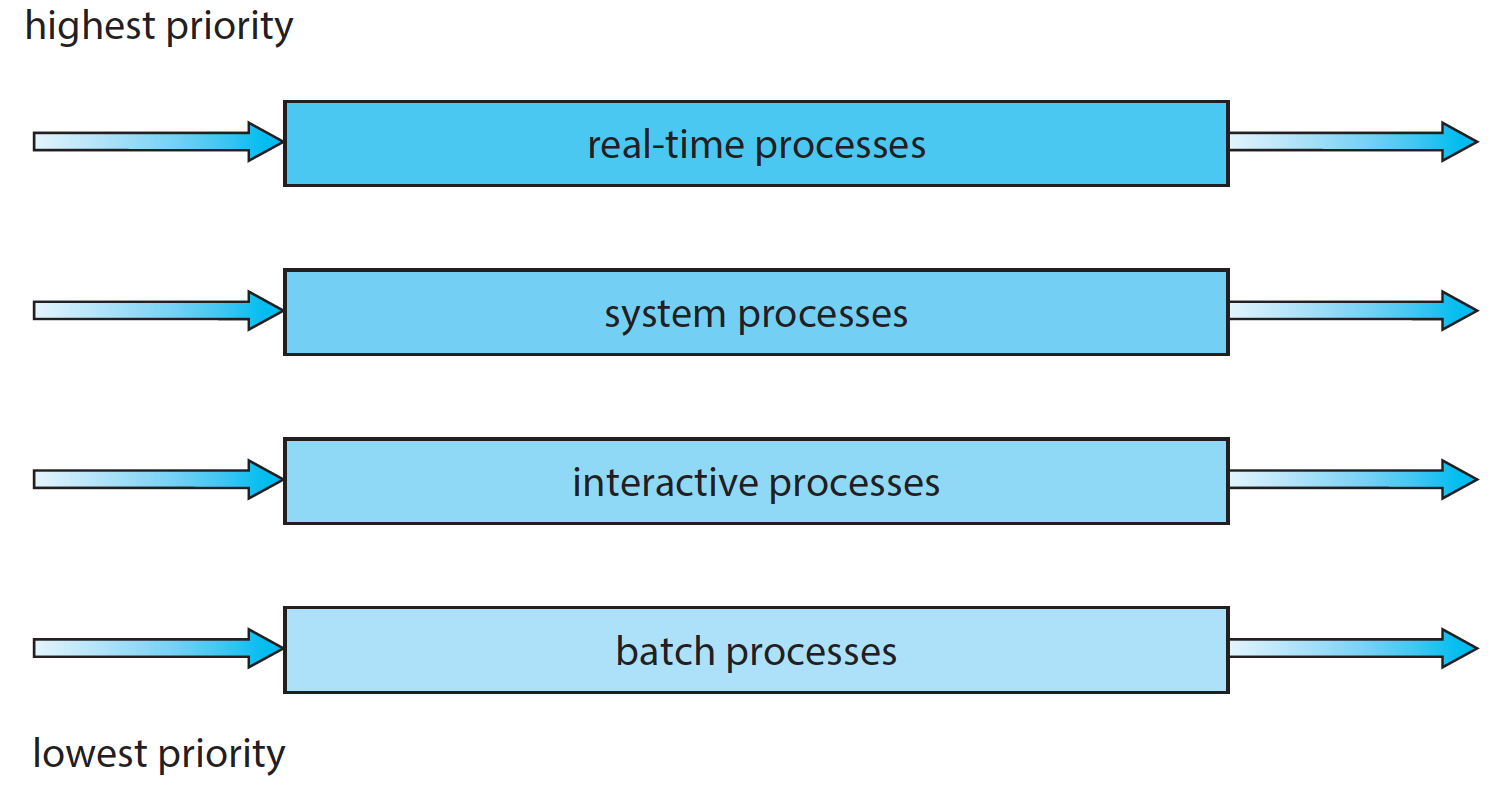 highest priority
real-time processes
system processes
interactive processes
batch processes
lowest priority